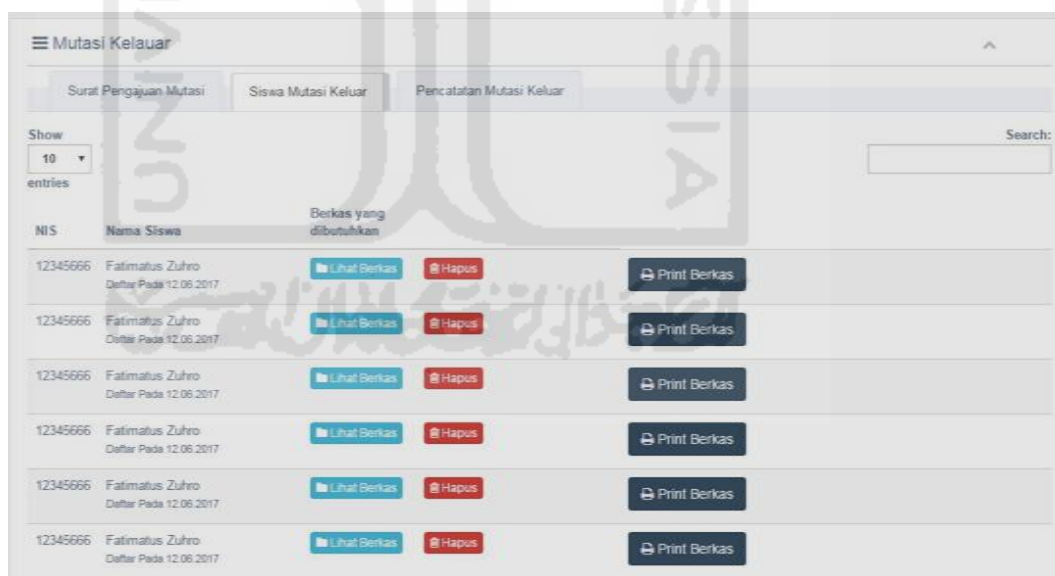 Mutasi Kelauar
Surat Pengajuan Mutasi Siswa Mutasi Keluar Pencatatan Mutasi Keluar
Show Search:
10
entries
NIS Nama Siswa Berkas yang
dibutuhkan
12345666 Fatimatus Zuhro Lihat Berkas Hapus Print Berkas
Daftar Pada 12.06.2017
12345666 Fatimatus Zuhro Lihat Berkas Hapus Print Berkas
Daftar Pada 12.06.2017
12345666 Fatimatus Zuhro Lihat Berkas Hapus Print Berkas
Daftar Pada 12.06.2017
12345666 Fatimatus Zuhro Lihat Berkas Hapus Print Berkas
Daftar Pada 12.06.2017
12345666 Fatimatus Zuhro Lihat Berkas Hapus Print Berkas
Daftar Pada 12.06.2017
12345666 Fatimatus Zuhro Lihat Berkas Hapus Print Berkas
Daftar Pada 12.06.2017